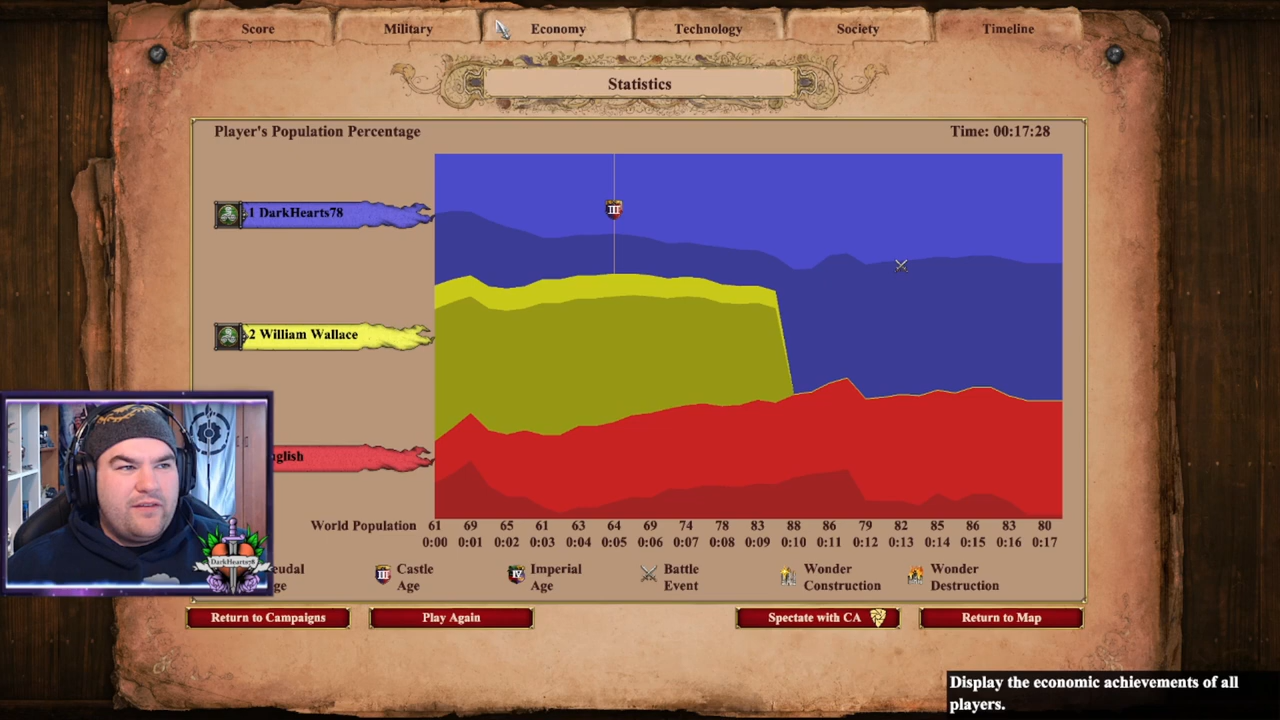 Score
Military
Economy
Technology
Society
Timeline
Statistics
Player's Population Percentage
Time: 00:17:28
1 DarkHearts78
2 William Wallace
nglish
III
World Population 61 69 65 61 63 64 69 74 78 83 88 86 79 82 85 86 83 80
0:00 0:01 0:02 0:03 0:04 0:05 0:06 0:07 0:08 0:09 0:10 0:11 0:12 0:13 0:14 0:15 0:16 0:17
eudal
ge
III
Castle
Age
IV
Imperial
Age
Battle
Event
Wonder
Construction
Wonder
Destruction
DarkHearts78
Return to Campaigns
Play Again
Spectate with CA
Return to Map
Display the economic achievements of all
players.